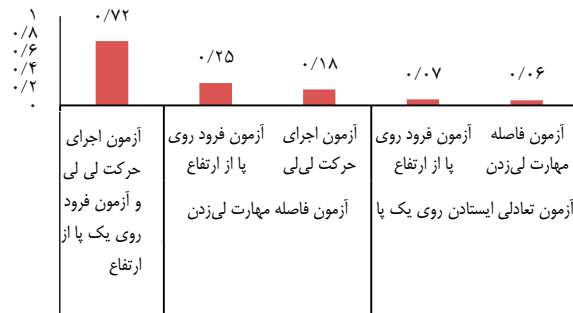 ۱
۰/۸
۰/۶
۰/۴
۰/۲
۰
۰/۷۲
۰/۲۵
۰/۱۸
۰/۰۷
۰/۰۶
آزمون اجرای
حرکت لی لی
و آزمون فرود
روی یک پا از
ارتفاع
آزمون فرود روی
پا از ارتفاع
آزمون اجرای
حرکت لی‌لی
آزمون فاصله مهارت لی‌زدن
آزمون فرود روی
پا از ارتفاع
آزمون فاصله
مهارت لی‌زدن
آزمون تعادلی ایستادن روی یک پا